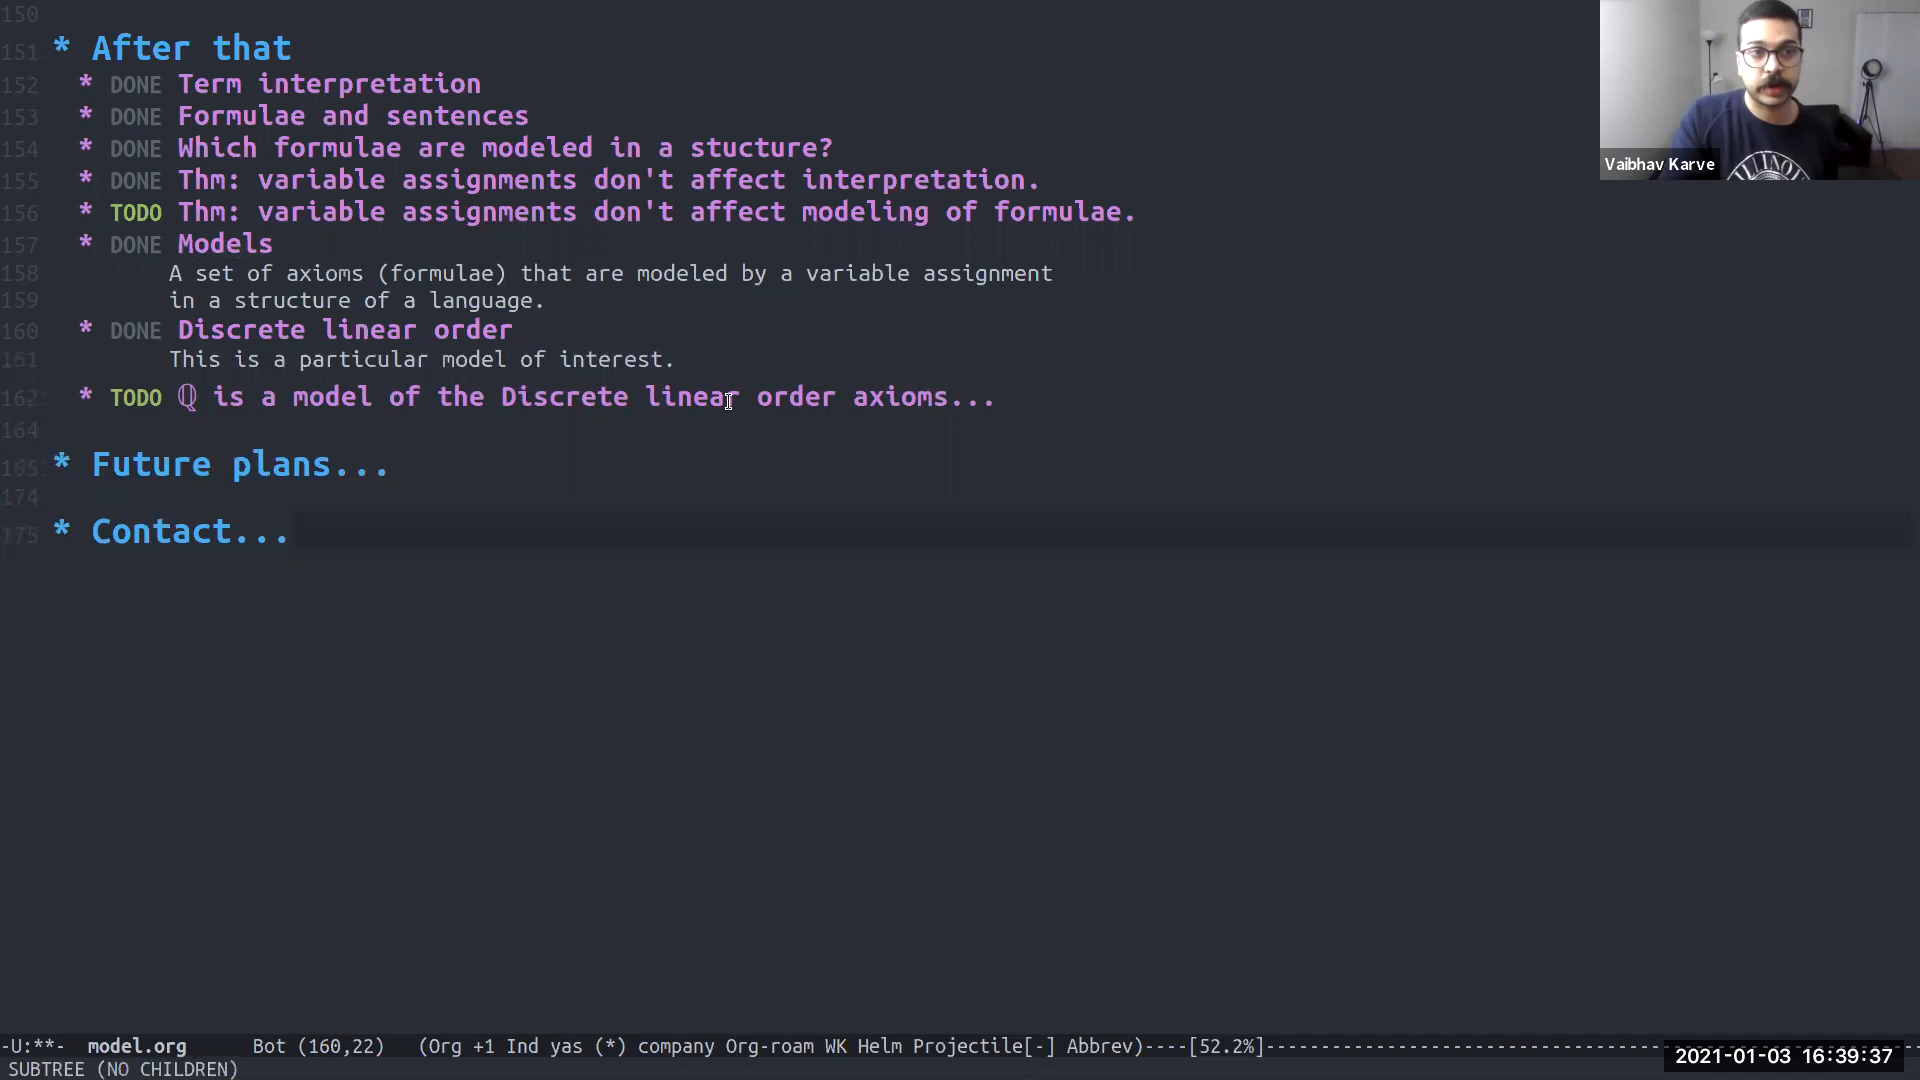 150
151 * After that
152 * DONE Term interpretation
153 * DONE Formulae and sentences
154 * DONE Which formulae are modeled in a stucture?
155 * DONE Thm: variable assignments don't affect interpretation.
156 * TODO Thm: variable assignments don't affect modeling of formulae.
157 * DONE Models
158 A set of axioms (formulae) that are modeled by a variable assignment
159 in a structure of a language.
160 * DONE Discrete linear order
161 This is a particular model of interest.
162 * TODO ℚ is a model of the Discrete linear order axioms...
164
165 * Future plans...
174
175 * Contact...
Vaibhav Karve
ILLINOIS
-U:**- model.org Bot (160,22) (Org +1 Ind yas (*) company Org-roam WK Helm Projectile[-] Abbrev)----[52.2%]
SUBTREE (NO CHILDREN)
2021-01-03 16:39:37